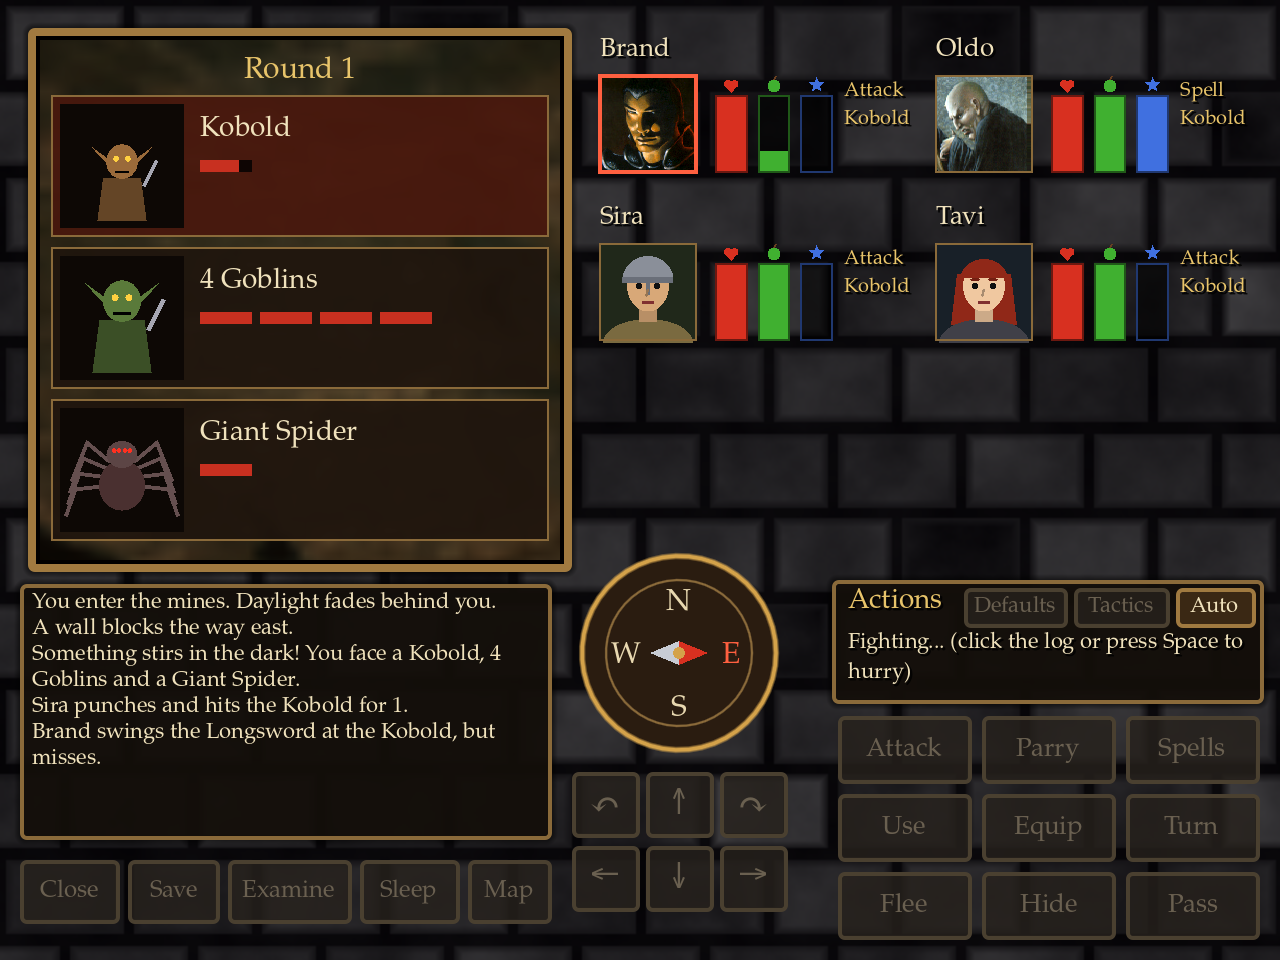 Round 1
Kobold
4 Goblins
Giant Spider
Brand
Attack
Kobold
Oldo
Spell
Kobold
Sira
Attack
Kobold
Tavi
Attack
Kobold
You enter the mines. Daylight fades behind you.
A wall blocks the way east.
Something stirs in the dark! You face a Kobold, 4
Goblins and a Giant Spider.
Sira punches and hits the Kobold for 1.
Brand swings the Longsword at the Kobold, but
misses.
N
W E
S
Actions Defaults Tactics Auto
Fighting... (click the log or press Space to
hurry)
Attack Parry Spells
Use Equip Turn
Flee Hide Pass
Close Save Examine Sleep Map